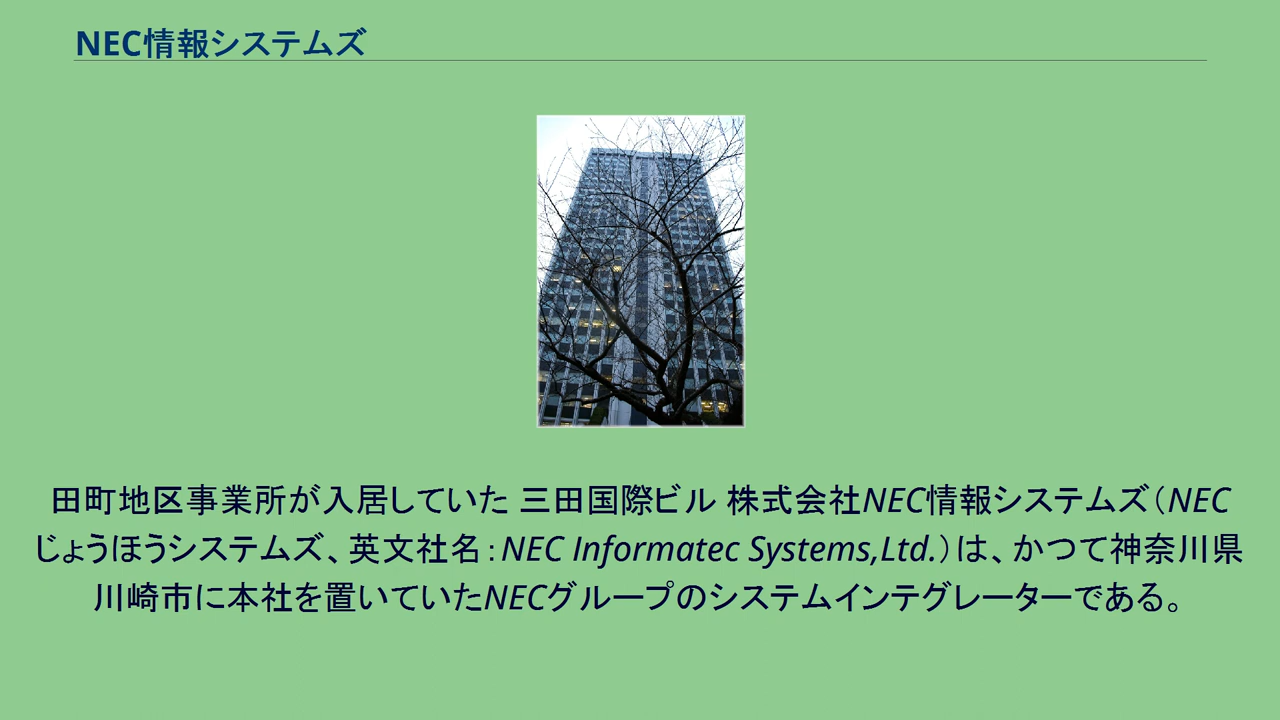 NEC情報システムズ
田町地区事業所が入居していた 三田国際ビル 株式会社NEC情報システムズ（NEC
じょうほうシステムズ、英文社名：NEC Informatec Systems,Ltd.）は、かつて神奈川県
川崎市に本社を置いていたNECグループのシステムインテグレーターである。